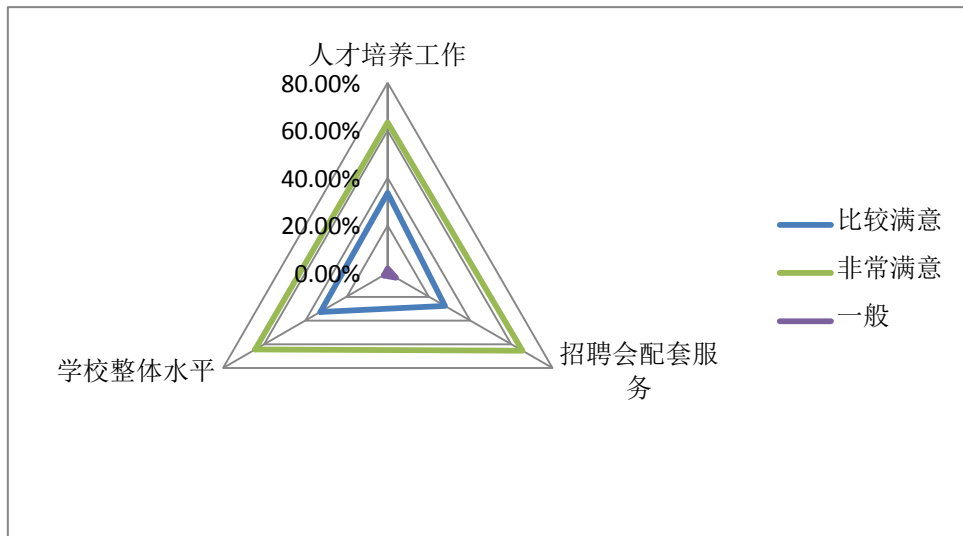 人才培养工作
80.00%
60.00%
40.00%
20.00%
0.00%
比较满意
非常满意
一般
学校整体水平
招聘会配套服
务